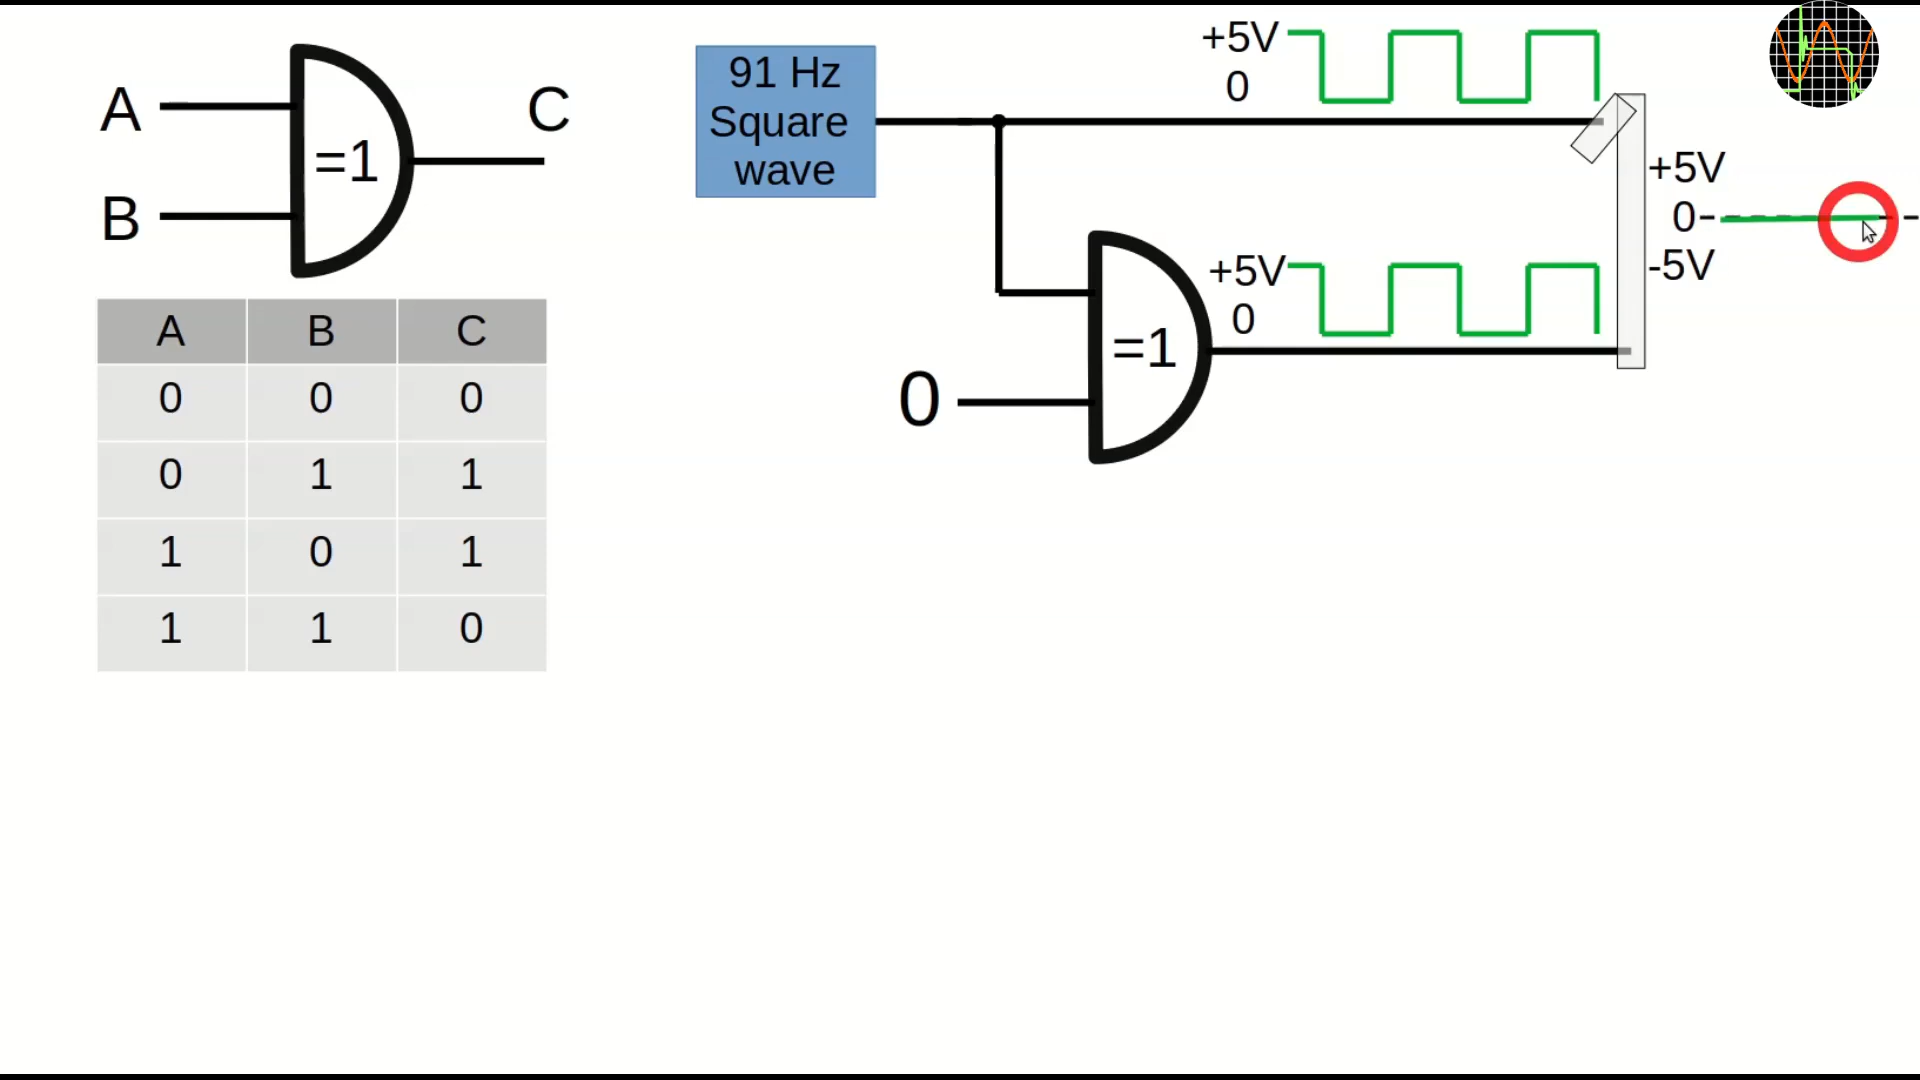 A
B
=1
C
A B C
0 0 0
0 1 1
1 0 1
1 1 0
91 Hz
Square
wave
+5V
0
+5V
0
-5V
+5V
0
=1
0